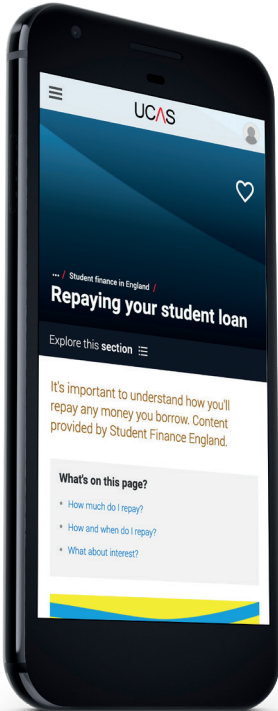 UCAS
... / Student finance in England /
Repaying your student loan
Explore this section
It's important to understand how you'll
repay any money you borrow. Content
provided by Student Finance England.
What's on this page?
• How much do I repay?
• How and when do I repay?
• What about interest?